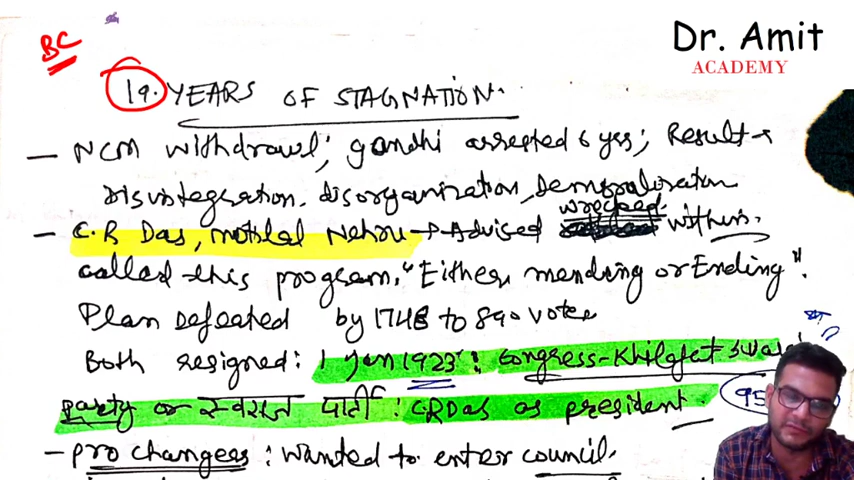 BC
Dr. Amit
ACADEMY
19. YEARS OF STAGNATION.
— NCM withdrawl; gandhi arrested 6 yrs; Result→
Disintegration, disorganization, Demoralization
wrecked
— C.R Das, motilal Nehru → Advised within.
called this program, "Either mending or Ending".
Plan Defeated by 1748 to 890 votes
Both resigned: 1 Jan 1923: Congress-Khilafat Swaraj
party or स्वराज पार्टी: CR Das as president
— pro changers: wanted to enter council.